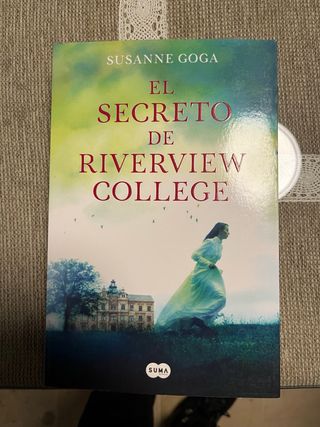 SUSANNE GOGA
EL
SECRETO
DE
RIVERVIEW
COLLEGE
SUMA